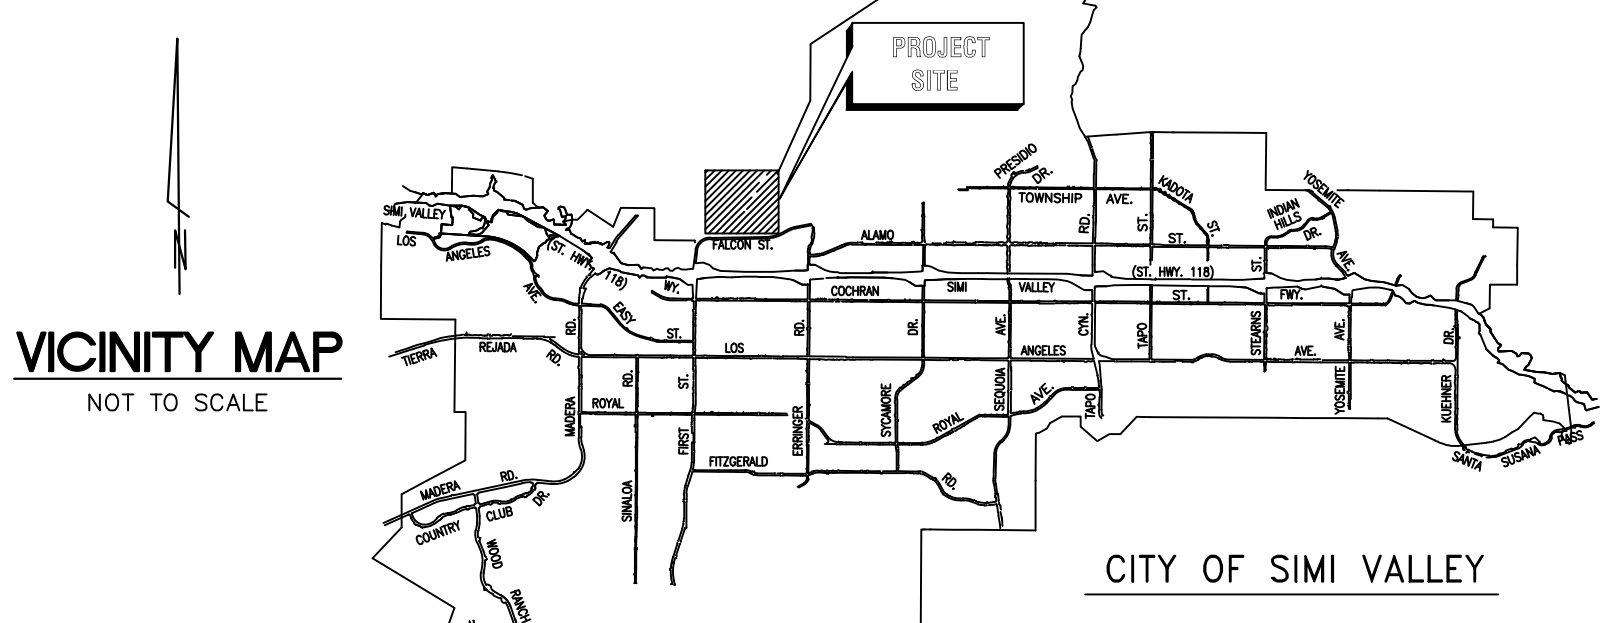 PROJECT
SITE
N
VICINITY MAP
NOT TO SCALE
PRESIDIO
DR.
TOWNSHIP AVE.
KADOTA
ST.
YOSEMITE
AVE.
INDIAN
HILLS
DR.
SIMI VALLEY
LOS ANGELES AVE.
FALCON ST.
ALAMO ST.
(ST. HWY. 118)
(ST. HWY. 118)
WY.
COCHRAN ST.
SIMI VALLEY FWY.
EASY ST.
TIERRA REJADA RD.
LOS ANGELES AVE.
MADERA RD.
SINALOA RD.
FIRST ST.
ERRINGER RD.
SYCAMORE DR.
SEQUOIA AVE.
TAPO CYN. RD.
TAPO ST.
STEARNS ST.
YOSEMITE AVE.
KUEHNER DR.
ROYAL
ROYAL AVE.
FITZGERALD RD.
MADERA RD.
COUNTRY CLUB DR.
WOOD RANCH
SANTA SUSANA PASS
CITY OF SIMI VALLEY